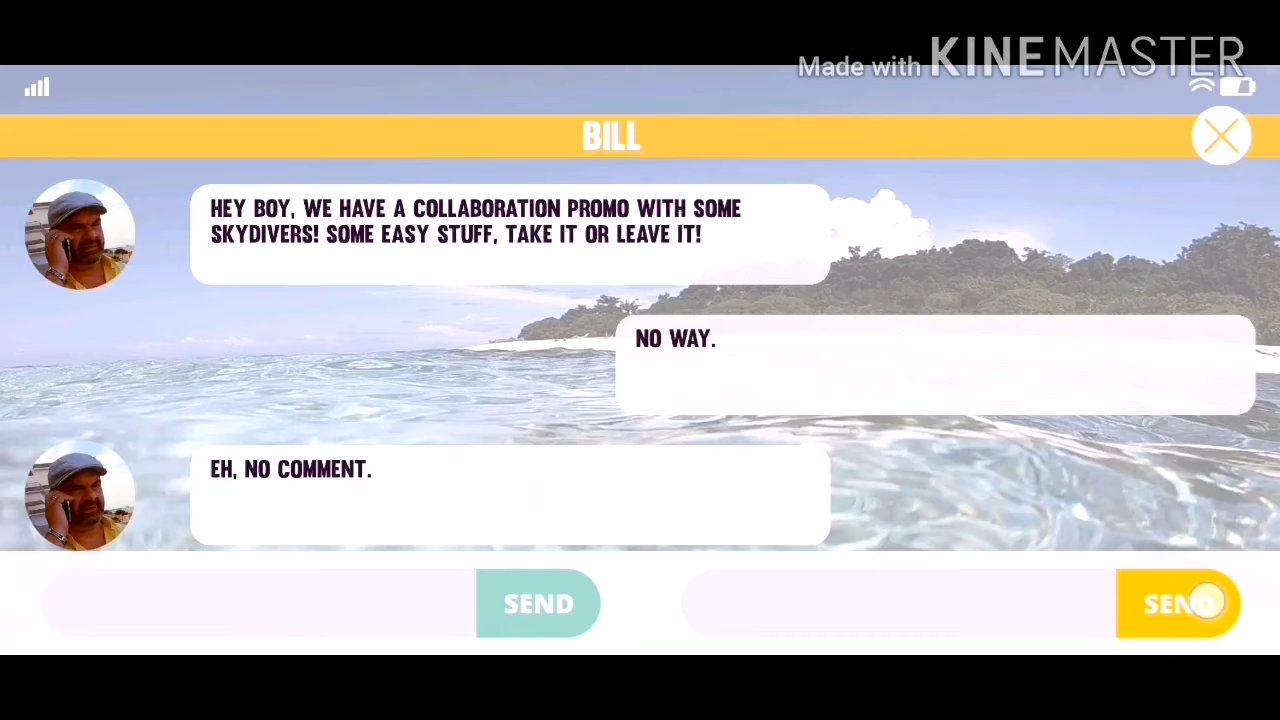 Made with KINEMASTER
BILL
HEY BOY, WE HAVE A COLLABORATION PROMO WITH SOME
SKYDIVERS! SOME EASY STUFF, TAKE IT OR LEAVE IT!
NO WAY.
EH, NO COMMENT.
SEND
SEND